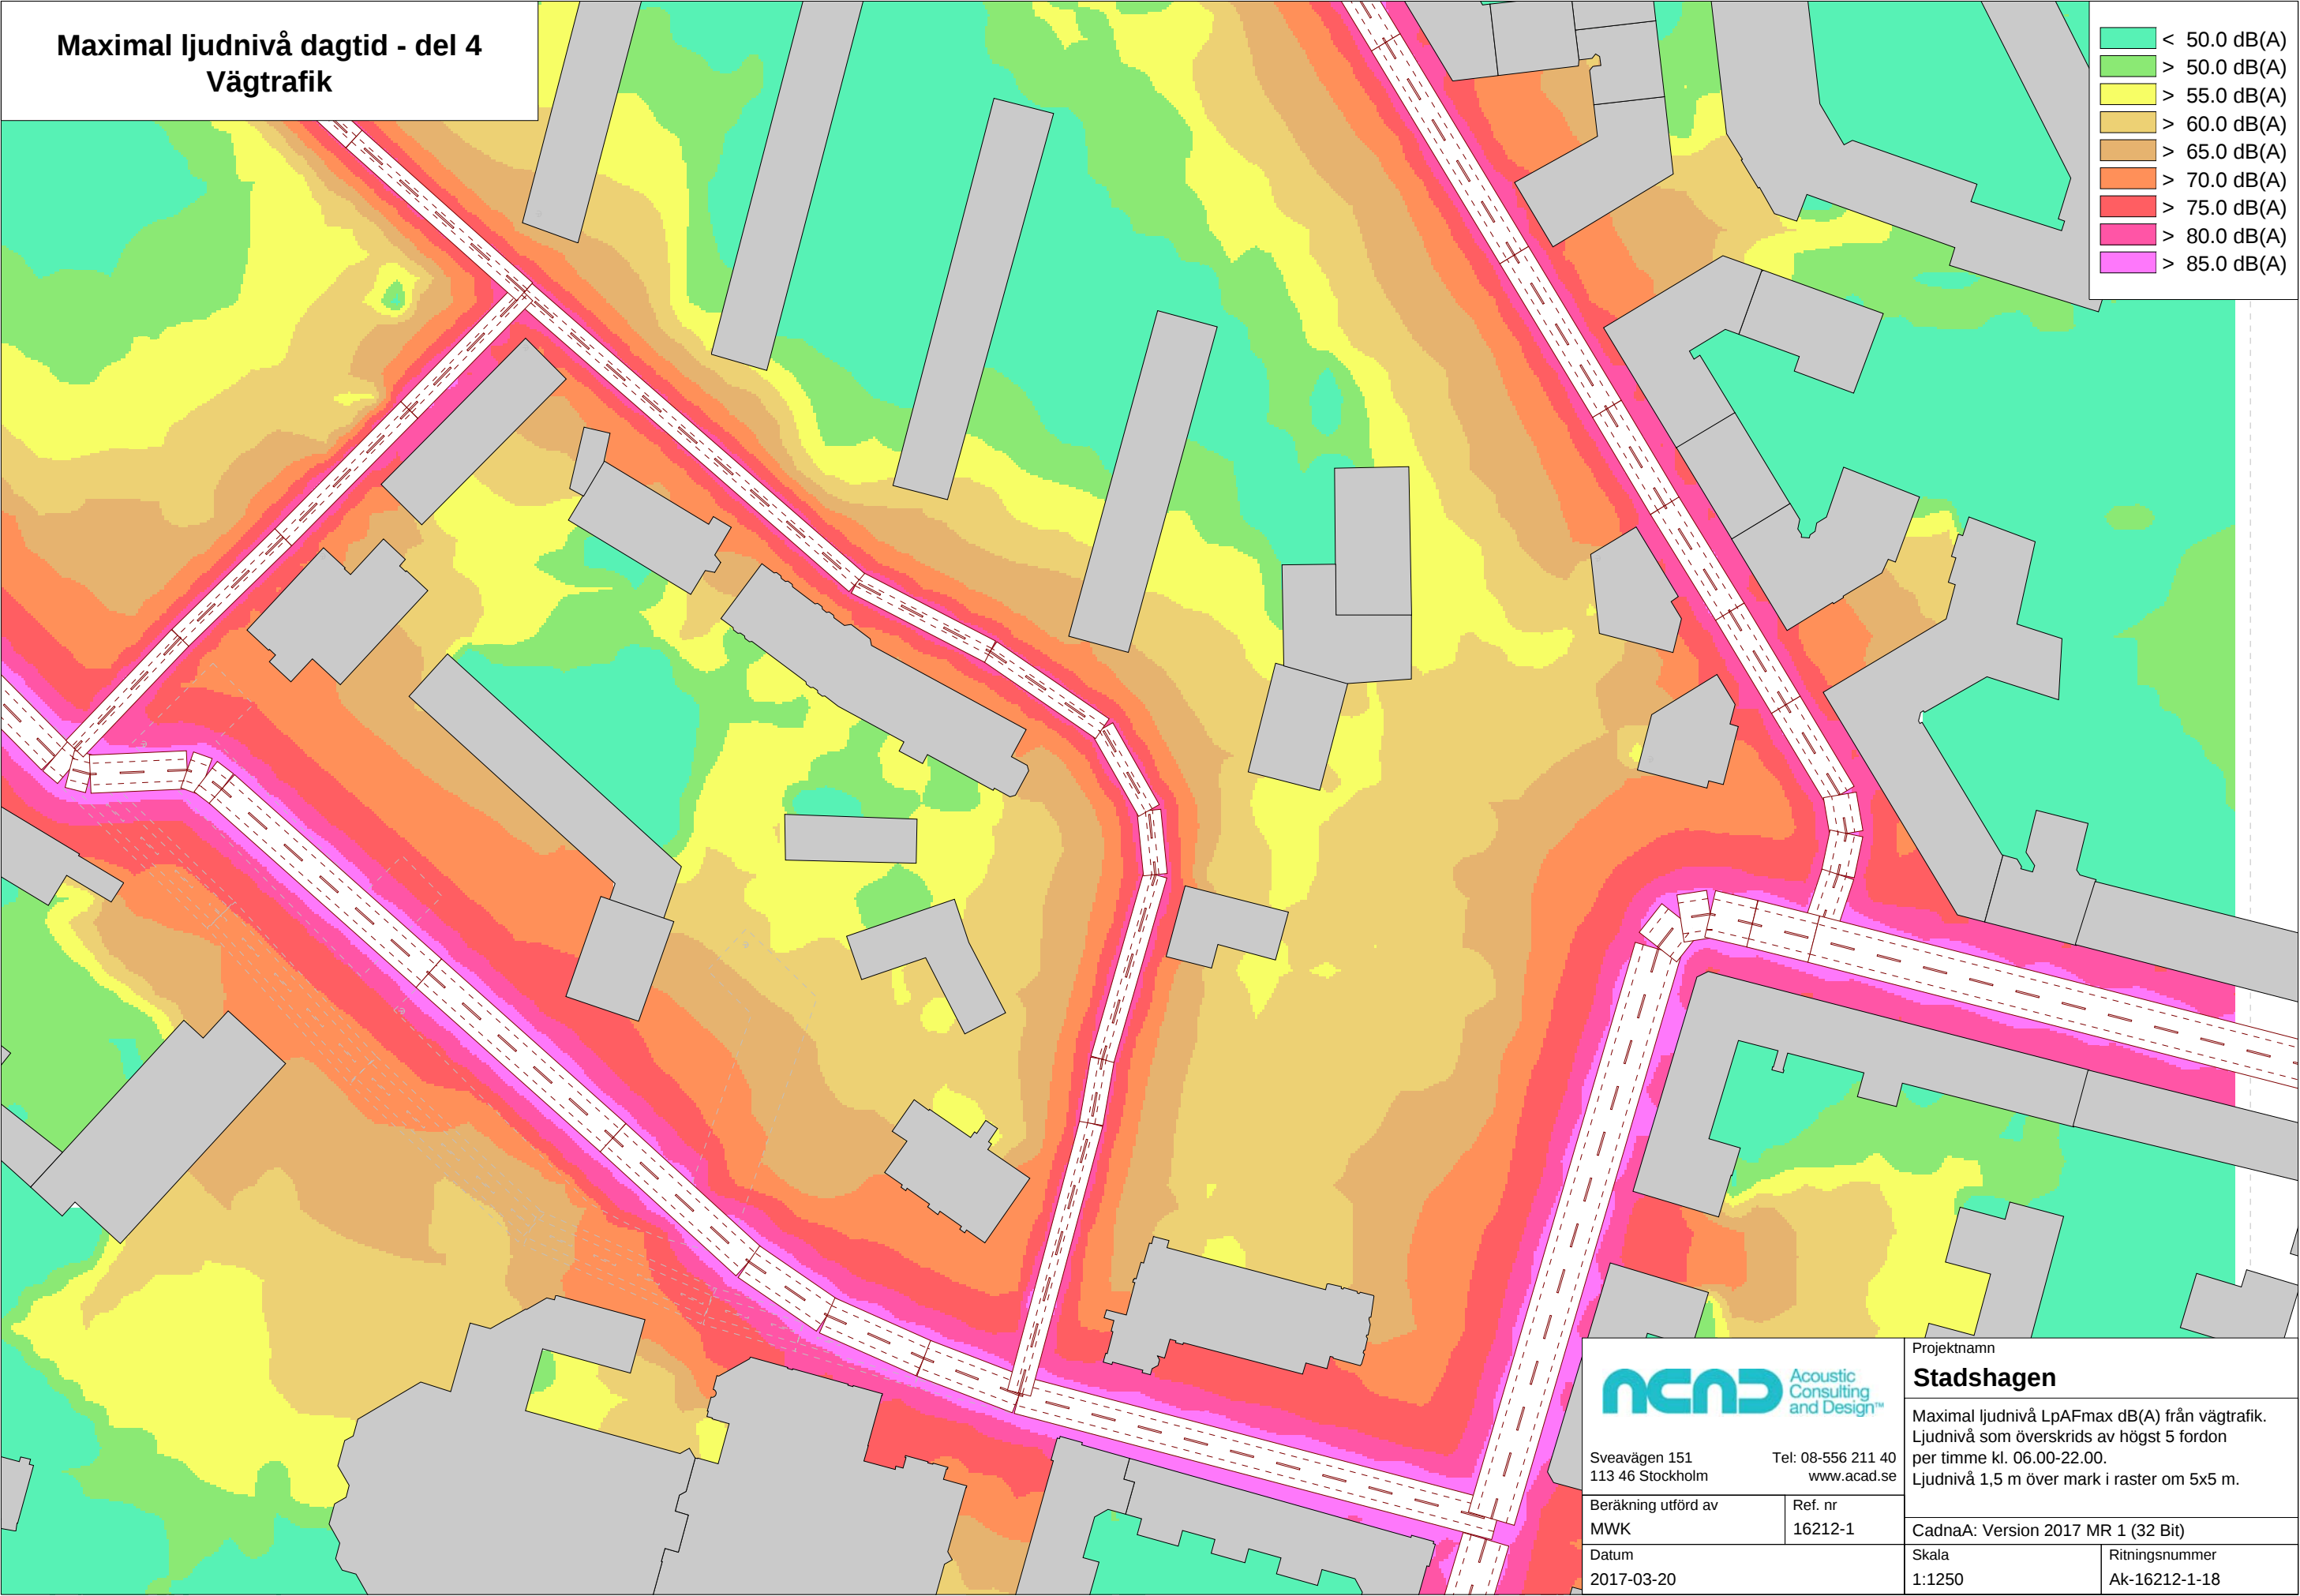 Maximal ljudnivå dagtid - del 4
Vägtrafik
< 50.0 dB(A)
> 50.0 dB(A)
> 55.0 dB(A)
> 60.0 dB(A)
> 65.0 dB(A)
> 70.0 dB(A)
> 75.0 dB(A)
> 80.0 dB(A)
> 85.0 dB(A)
ACAD Acoustic
Consulting
and Design™
Sveavägen 151 Tel: 08-556 211 40
113 46 Stockholm www.acad.se
Beräkning utförd av
MWK
Ref. nr
16212-1
Datum
2017-03-20
Projektnamn
Stadshagen
Maximal ljudnivå LpAFmax dB(A) från vägtrafik.
Ljudnivå som överskrids av högst 5 fordon
per timme kl. 06.00-22.00.
Ljudnivå 1,5 m över mark i raster om 5x5 m.
CadnaA: Version 2017 MR 1 (32 Bit)
Skala
1:1250
Ritningsnummer
Ak-16212-1-18